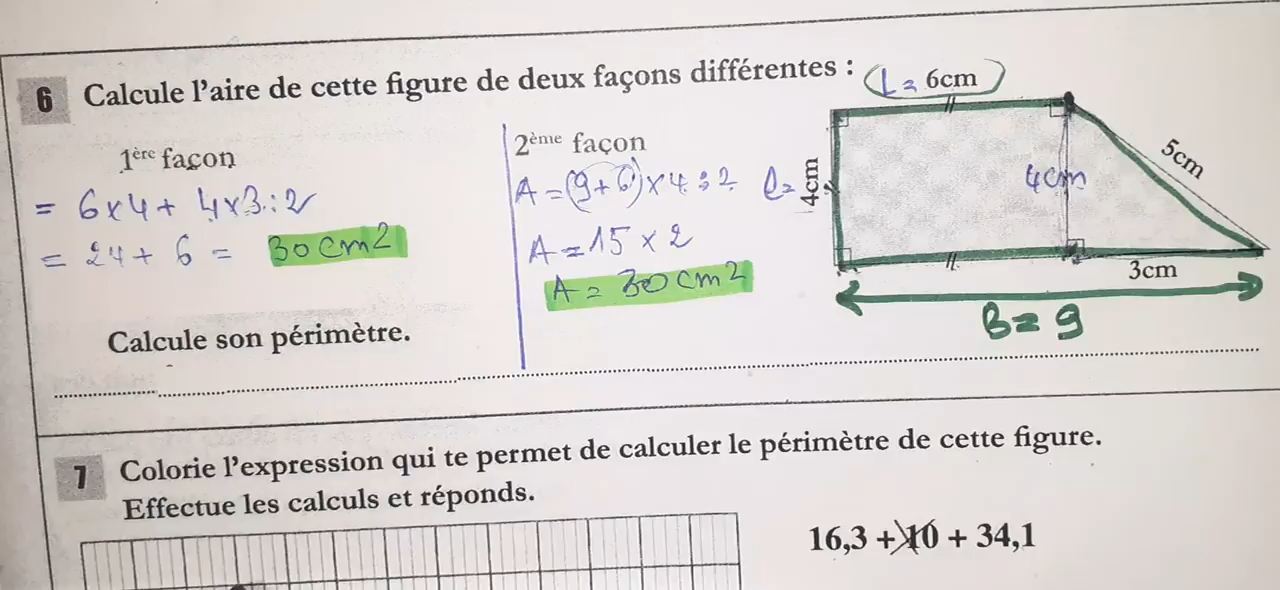 6 Calcule l'aire de cette figure de deux façons différentes :
L= 6cm
1ère façon
= 6x4 + 4x3:2
= 24 + 6 = 30 cm2
2ème façon
A = (9+6)x4:2
A = 15 x 2
A = 30 cm2
l= 4cm
4cm
5cm
3cm
B= 9
Calcule son périmètre.
7 Colorie l'expression qui te permet de calculer le périmètre de cette figure.
Effectue les calculs et réponds.
16,3 + 10 + 34,1